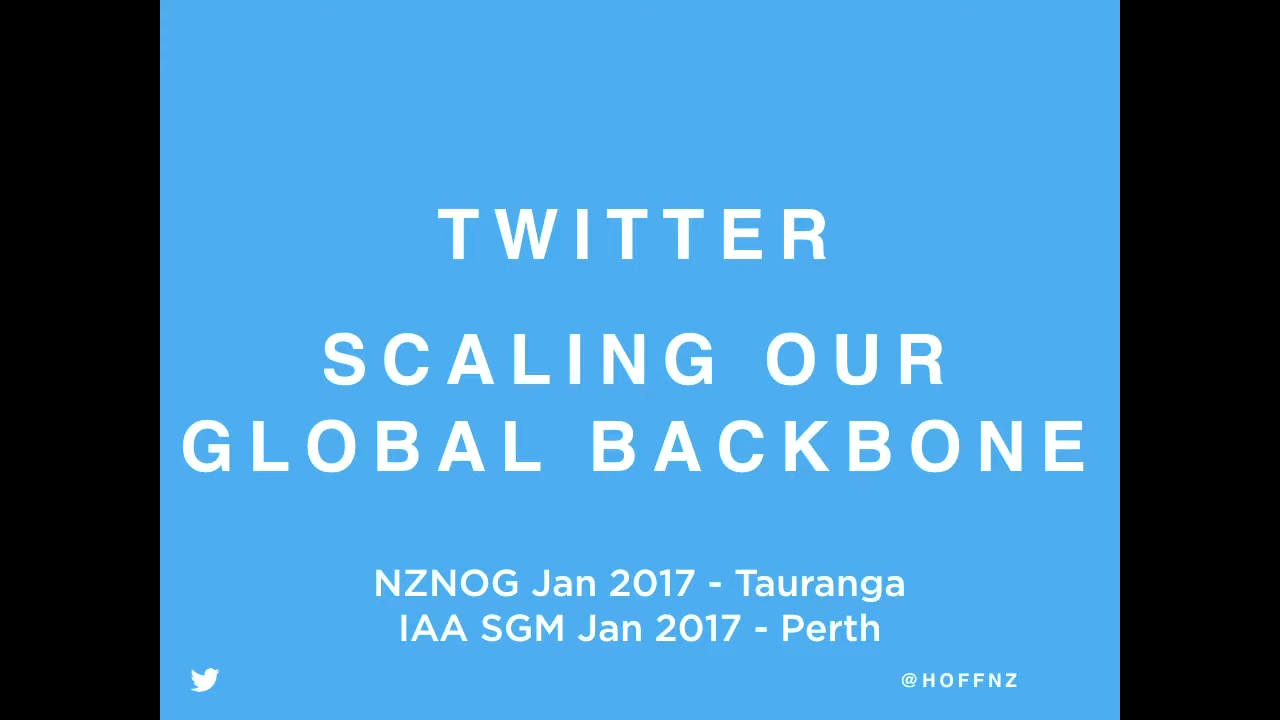 TWITTER
SCALING OUR
GLOBAL BACKBONE
NZNOG Jan 2017 - Tauranga
IAA SGM Jan 2017 - Perth
@HOFFNZ